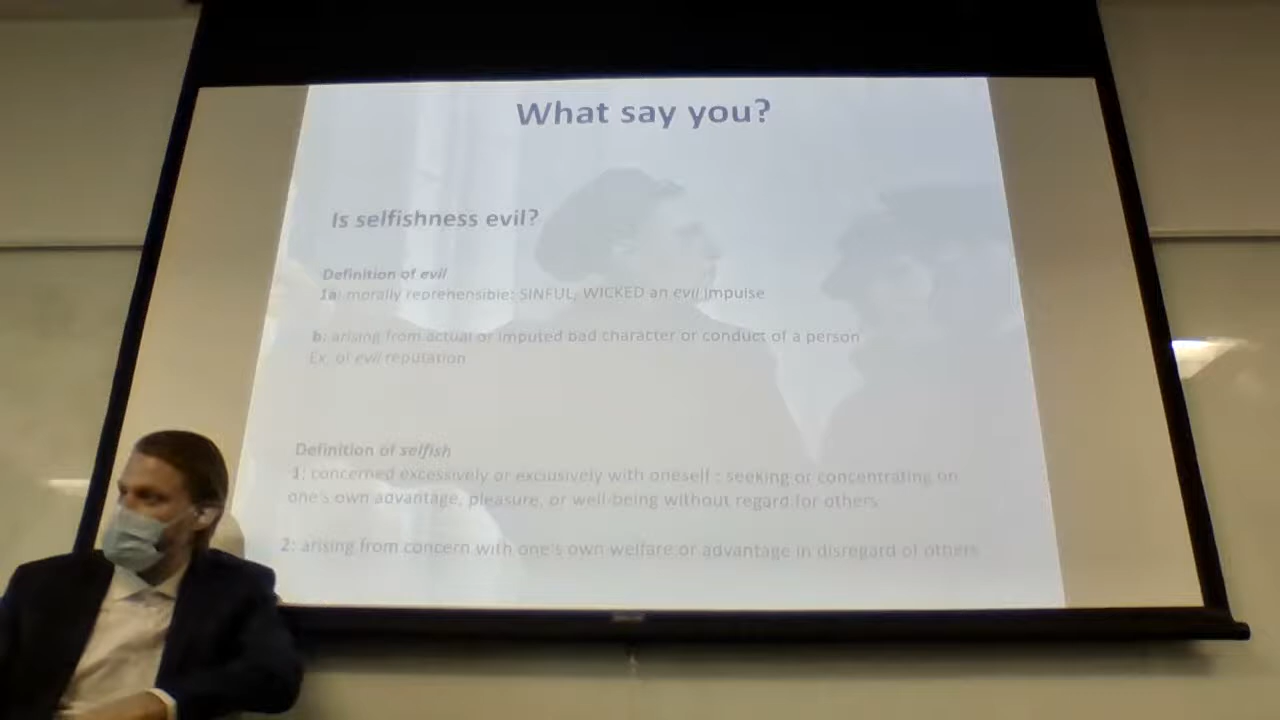 What say you?
Is selfishness evil?
Definition of evil
1a: morally reprehensible: SINFUL, WICKED an evil impulse
b: arising from actual or imputed bad character or conduct of a person
Ex. of evil reputation
Definition of selfish
1: concerned excessively or exclusively with oneself : seeking or concentrating on
one's own advantage, pleasure, or well-being without regard for others
2: arising from concern with one's own welfare or advantage in disregard of others